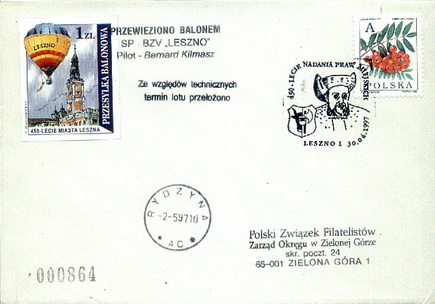 1 ZŁ
LESZNO
PRZESYŁKA BALONOWA
450-LECIE MIASTA LESZNA
PRZEWIEZIONO BALONEM
SP - BZV „LESZNO"
Pilot - Bernard Kilmasz
Ze względów technicznych
termin lotu przełożono
450-LECIE NADANIA PRAW MIEJSKICH
LESZNO 1 30.04.1997
A
POLSKA
RYDZYNA
-2-5.9710
* 4C *
Polski Związek Filatelistów
Zarząd Okręgu w Zielonej Górze
skr. poczt. 24
65-001 ZIELONA GÓRA 1
000864